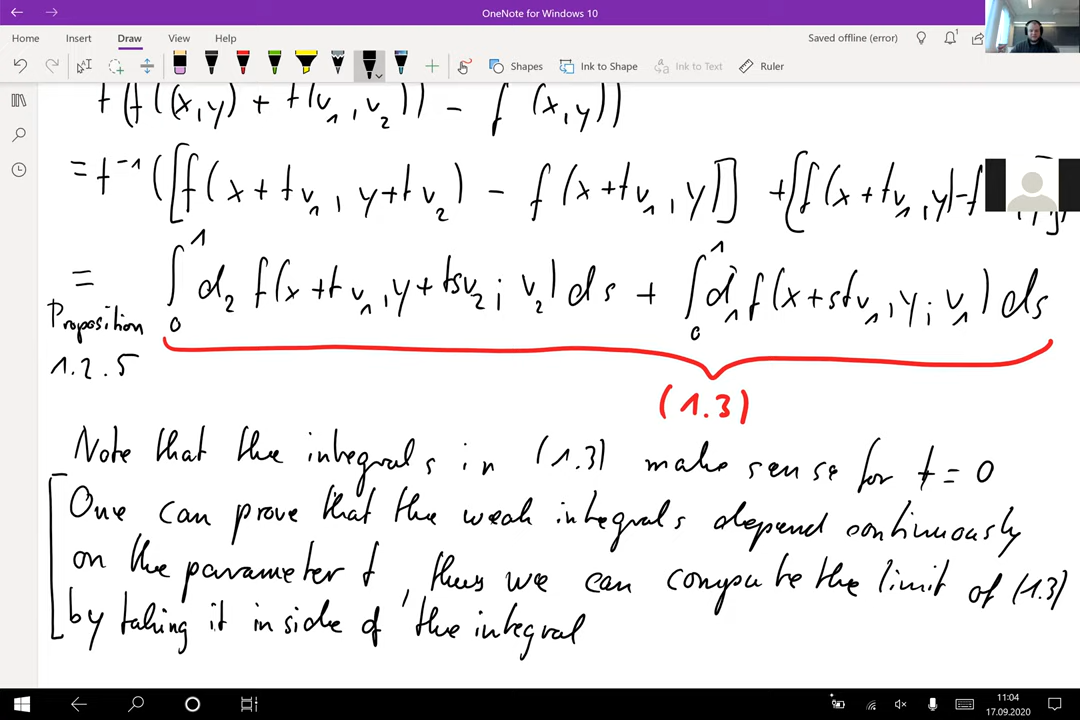 OneNote for Windows 10
Home Insert Draw View Help Saved offline (error)
Shapes Ink to Shape Ink to Text Ruler
t(f((x,y) + t(v₁,v₂)) - f(x,y))
= t⁻¹([f(x+tv₁, y+tv₂) - f(x+tv₁, y)] + [f(x+tv₁, y) - f
= ∫₀¹ d₂f(x+tv₁, y+tsv₂; v₂) ds + ∫₀¹ d₁f(x+stv₁, y; v₁) ds
Proposition
1.2.5
(1.3)
Note that the integrals in (1.3) make sense for t = 0
One can prove that the weak integrals depend continuously
on the parameter t, thus we can compute the limit of (1.3)
by taking it inside of the integral
11:04
17.09.2020